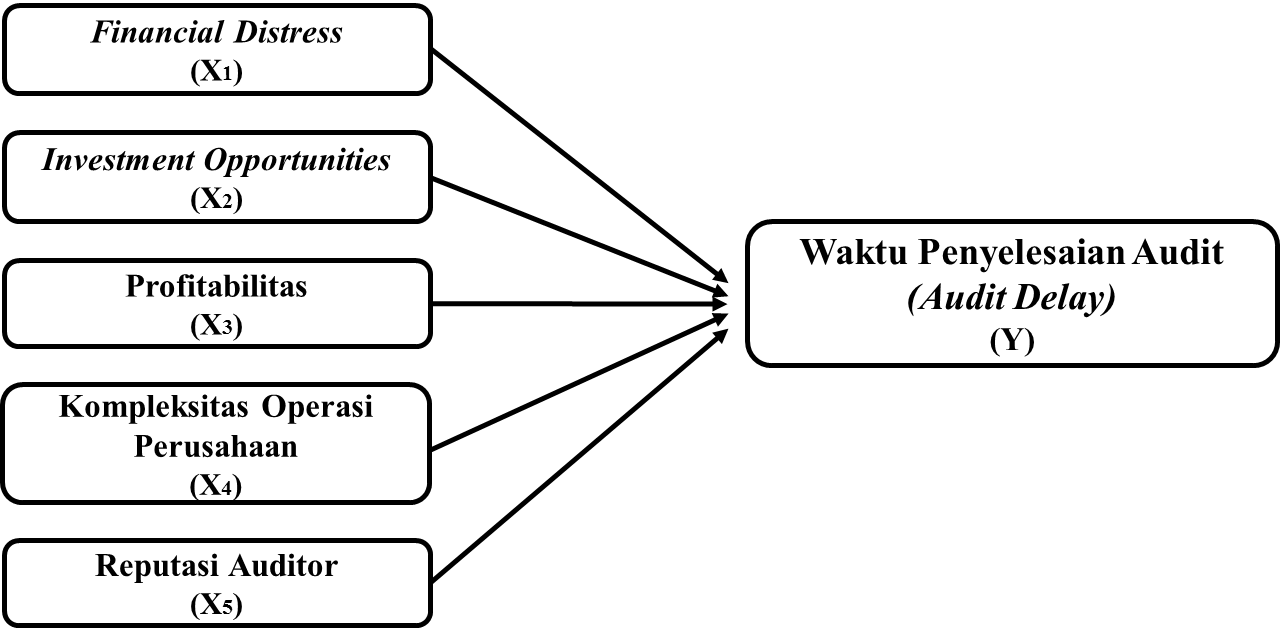 Financial Distress
(X1)
Investment Opportunities
(X2)
Profitabilitas
(X3)
Kompleksitas Operasi
Perusahaan
(X4)
Reputasi Auditor
(X5)
Waktu Penyelesaian Audit
(Audit Delay)
(Y)